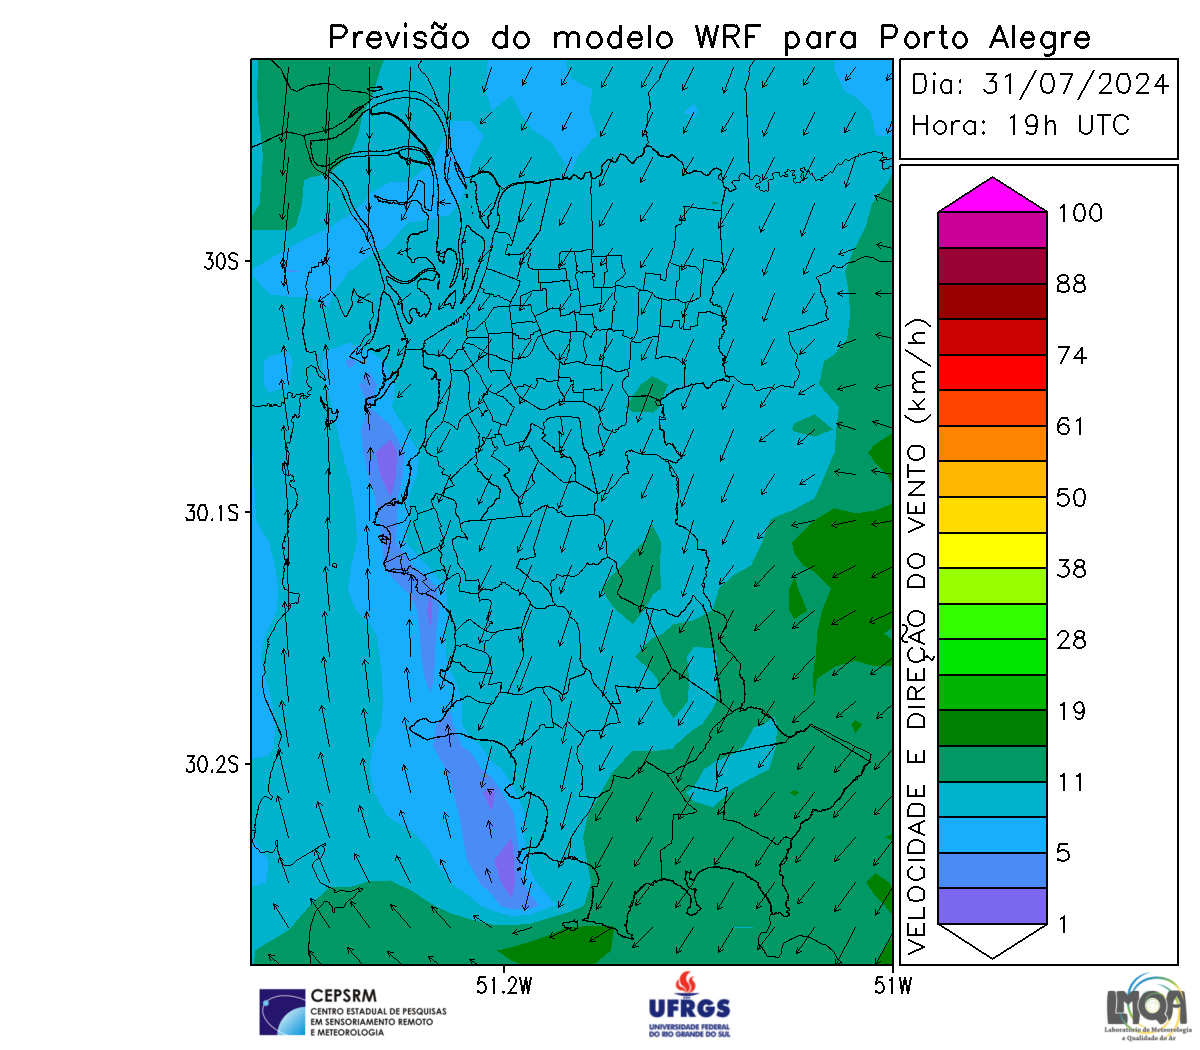 Previsão do modelo WRF para Porto Alegre
Dia: 31/07/2024
Hora: 19h UTC
30S
30.1S
30.2S
51.2W
51W
VELOCIDADE E DIREÇÃO DO VENTO (km/h)
100
88
74
61
50
38
28
19
11
5
1
CEPSRM
CENTRO ESTADUAL DE PESQUISAS
EM SENSORIAMENTO REMOTO
E METEOROLOGIA
UFRGS
UNIVERSIDADE FEDERAL
DO RIO GRANDE DO SUL
LMQA
Laboratório de Meteorologia
e Qualidade do Ar